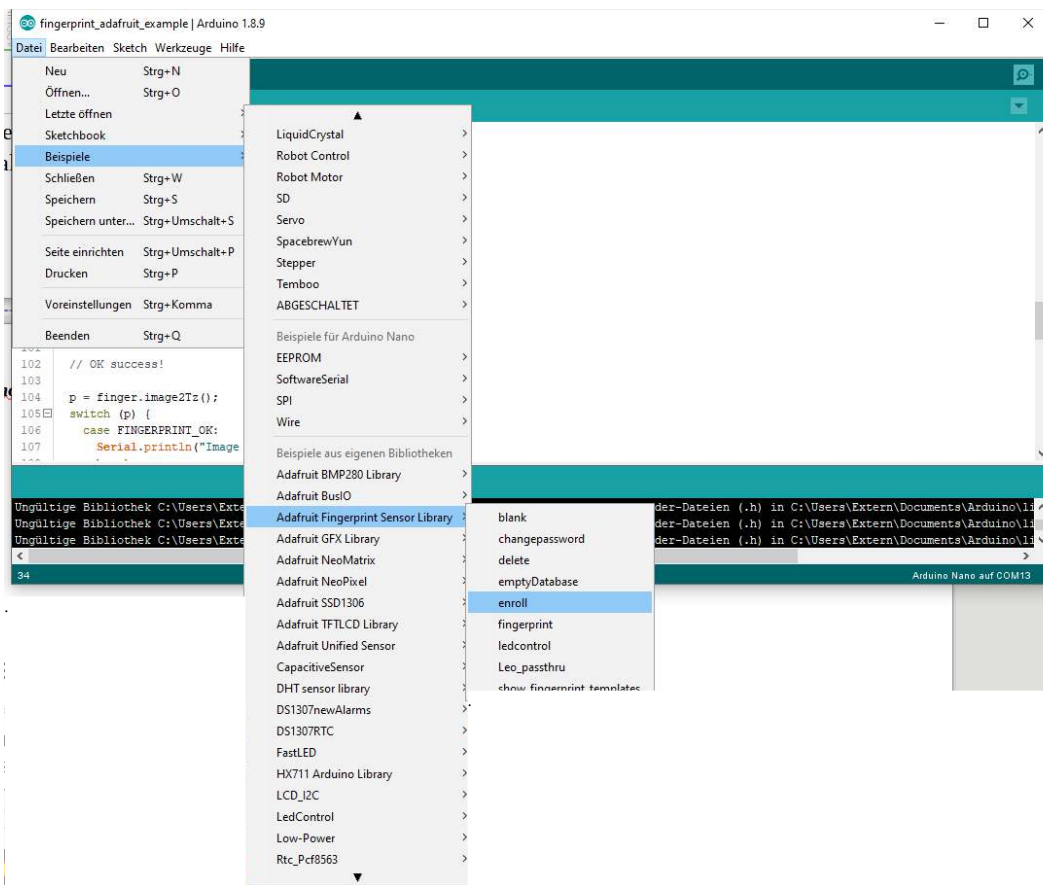 fingerprint_adafruit_example | Arduino 1.8.9
Datei Bearbeiten Sketch Werkzeuge Hilfe
Neu Strg+N
Öffnen... Strg+O
Letzte öffnen
Sketchbook
Beispiele
Schließen Strg+W
Speichern Strg+S
Speichern unter... Strg+Umschalt+S
Seite einrichten Strg+Umschalt+P
Drucken Strg+P
Voreinstellungen Strg+Komma
Beenden Strg+Q
LiquidCrystal
Robot Control
Robot Motor
SD
Servo
SpacebrewYun
Stepper
Temboo
ABGESCHALTET
Beispiele für Arduino Nano
EEPROM
SoftwareSerial
SPI
Wire
Beispiele aus eigenen Bibliotheken
Adafruit BMP280 Library
Adafruit BusIO
Adafruit Fingerprint Sensor Library
Adafruit GFX Library
Adafruit NeoMatrix
Adafruit NeoPixel
Adafruit SSD1306
Adafruit TFTLCD Library
Adafruit Unified Sensor
CapacitiveSensor
DHT sensor library
DS1307newAlarms
DS1307RTC
FastLED
HX711 Arduino Library
LCD_I2C
LedControl
Low-Power
Rtc_Pcf8563
blank
changepassword
delete
emptyDatabase
enroll
fingerprint
ledcontrol
Leo_passthru
show_fingerprint_templates
102 // OK success!
103
104 p = finger.image2Tz();
105 switch (p) {
106 case FINGERPRINT_OK:
107 Serial.println("Image
Ungültige Bibliothek C:\Users\Exte der-Dateien (.h) in C:\Users\Extern\Documents\Arduino\li
Ungültige Bibliothek C:\Users\Exte der-Dateien (.h) in C:\Users\Extern\Documents\Arduino\li
Ungültige Bibliothek C:\Users\Exte der-Dateien (.h) in C:\Users\Extern\Documents\Arduino\li
34 Arduino Nano auf COM13